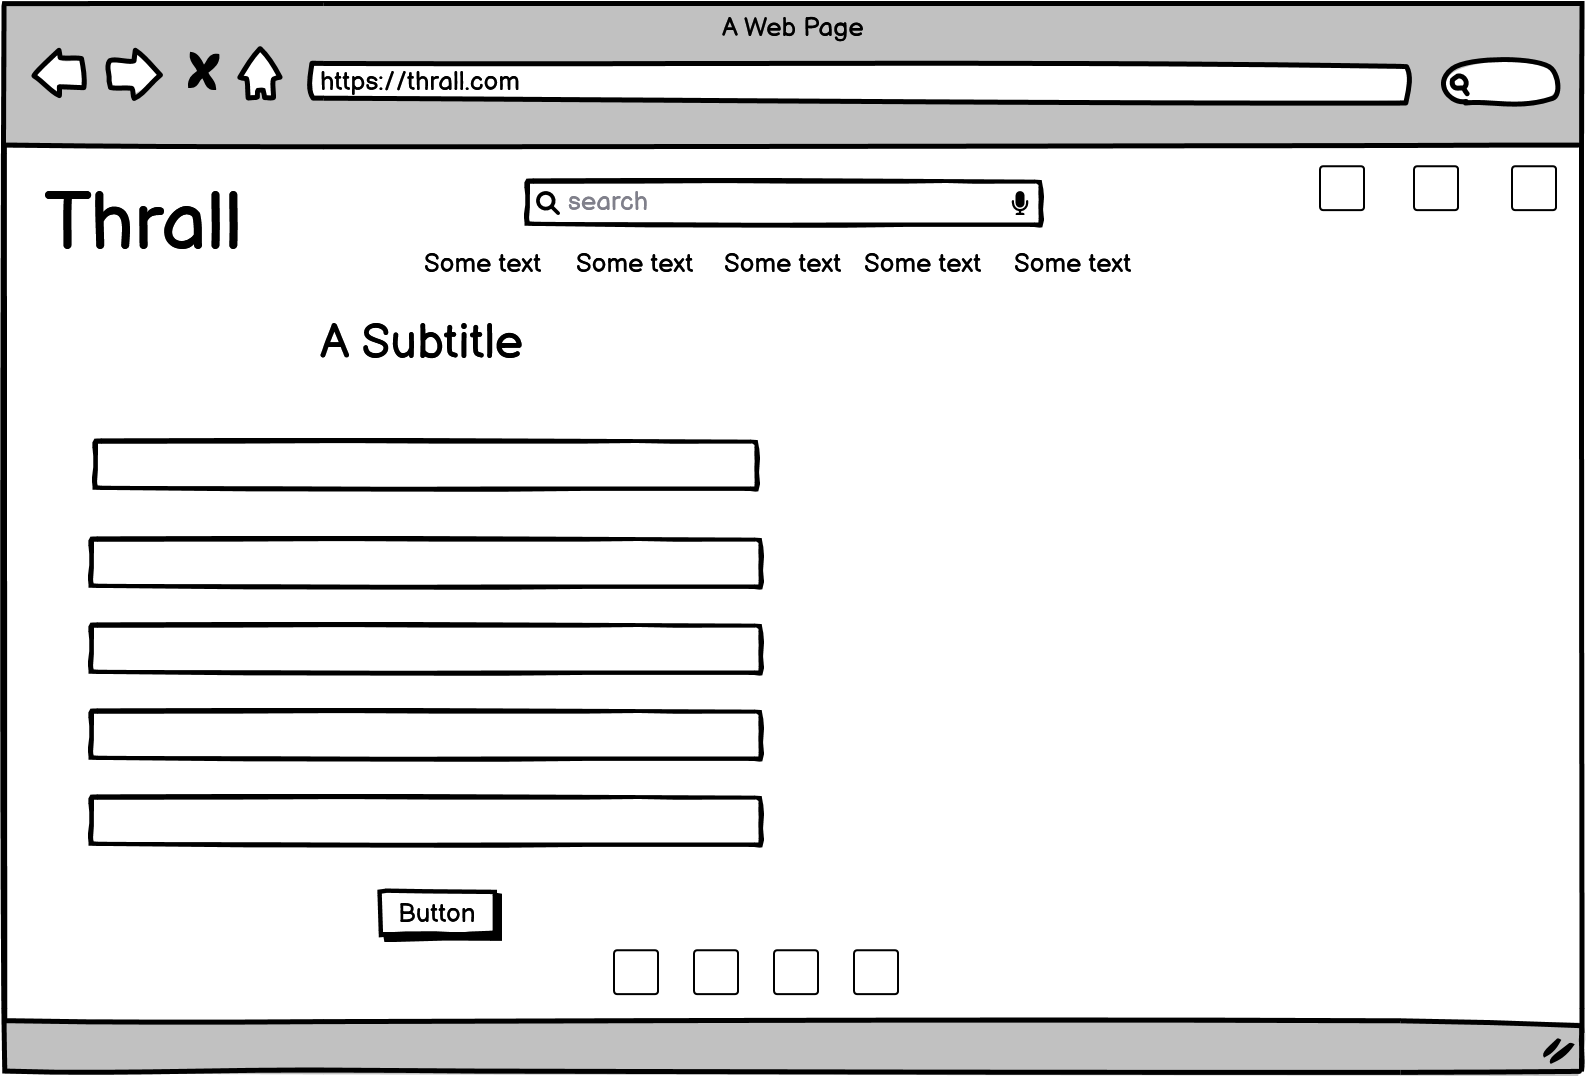 A Web Page
https://thrall.com
Thrall
search
Some text Some text Some text Some text Some text
A Subtitle
Button